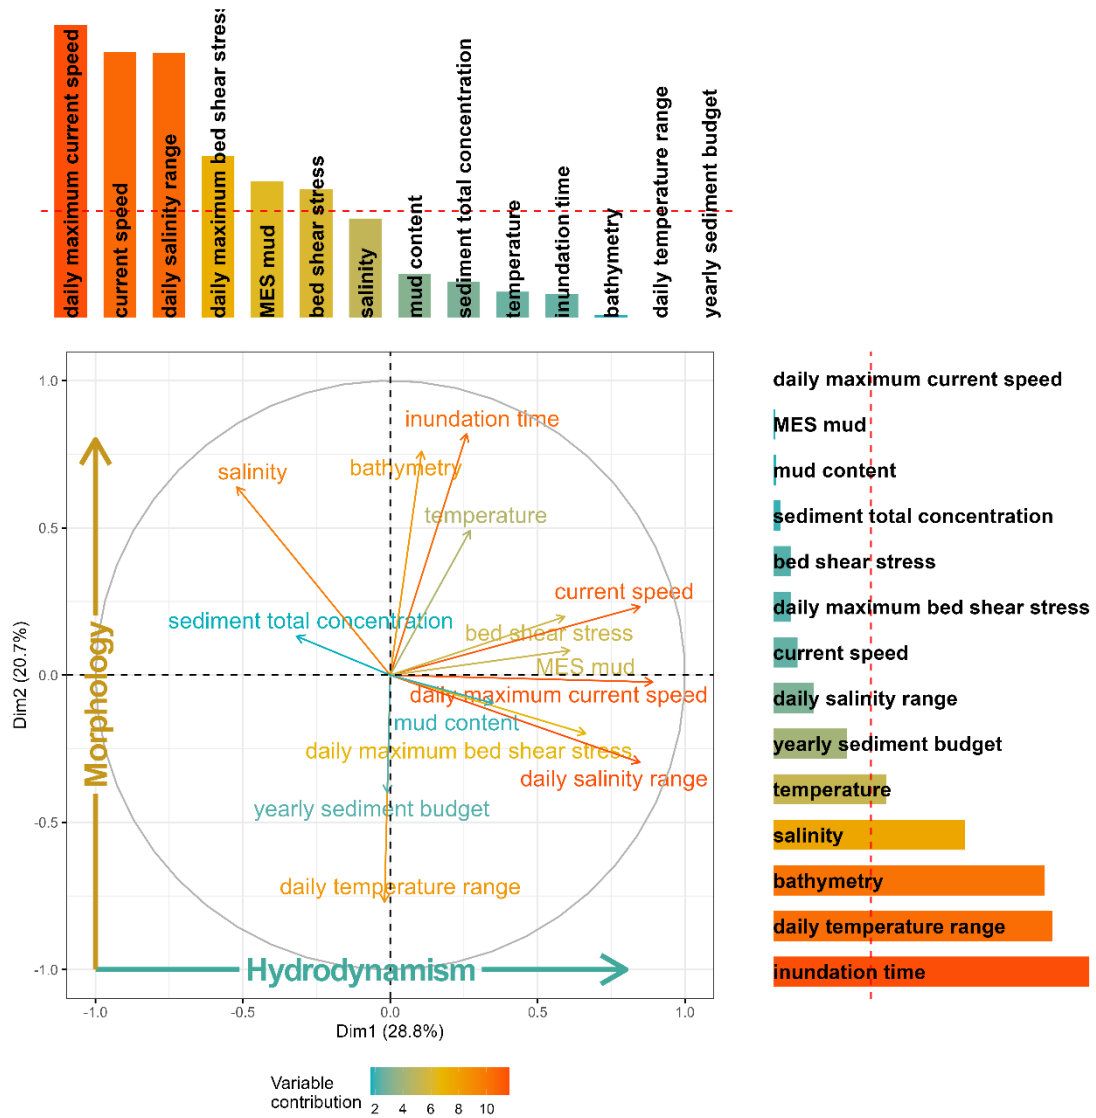 daily maximum current speed
current speed
daily salinity range
daily maximum bed shear stress
MES mud
bed shear stress
salinity
mud content
sediment total concentration
temperature
inundation time
bathymetry
daily temperature range
yearly sediment budget
1.0
0.5
0.0
-0.5
-1.0
Dim2 (20.7%)
Morphology
inundation time
salinity
bathymetry
temperature
current speed
sediment total concentration
bed shear stress
MES mud
daily maximum current speed
mud content
daily maximum bed shear stress
daily salinity range
yearly sediment budget
daily temperature range
Hydrodynamism
-1.0
-0.5
0.0
0.5
1.0
Dim1 (28.8%)
daily maximum current speed
MES mud
mud content
sediment total concentration
bed shear stress
daily maximum bed shear stress
current speed
daily salinity range
yearly sediment budget
temperature
salinity
bathymetry
daily temperature range
inundation time
Variable
contribution
2 4 6 8 10